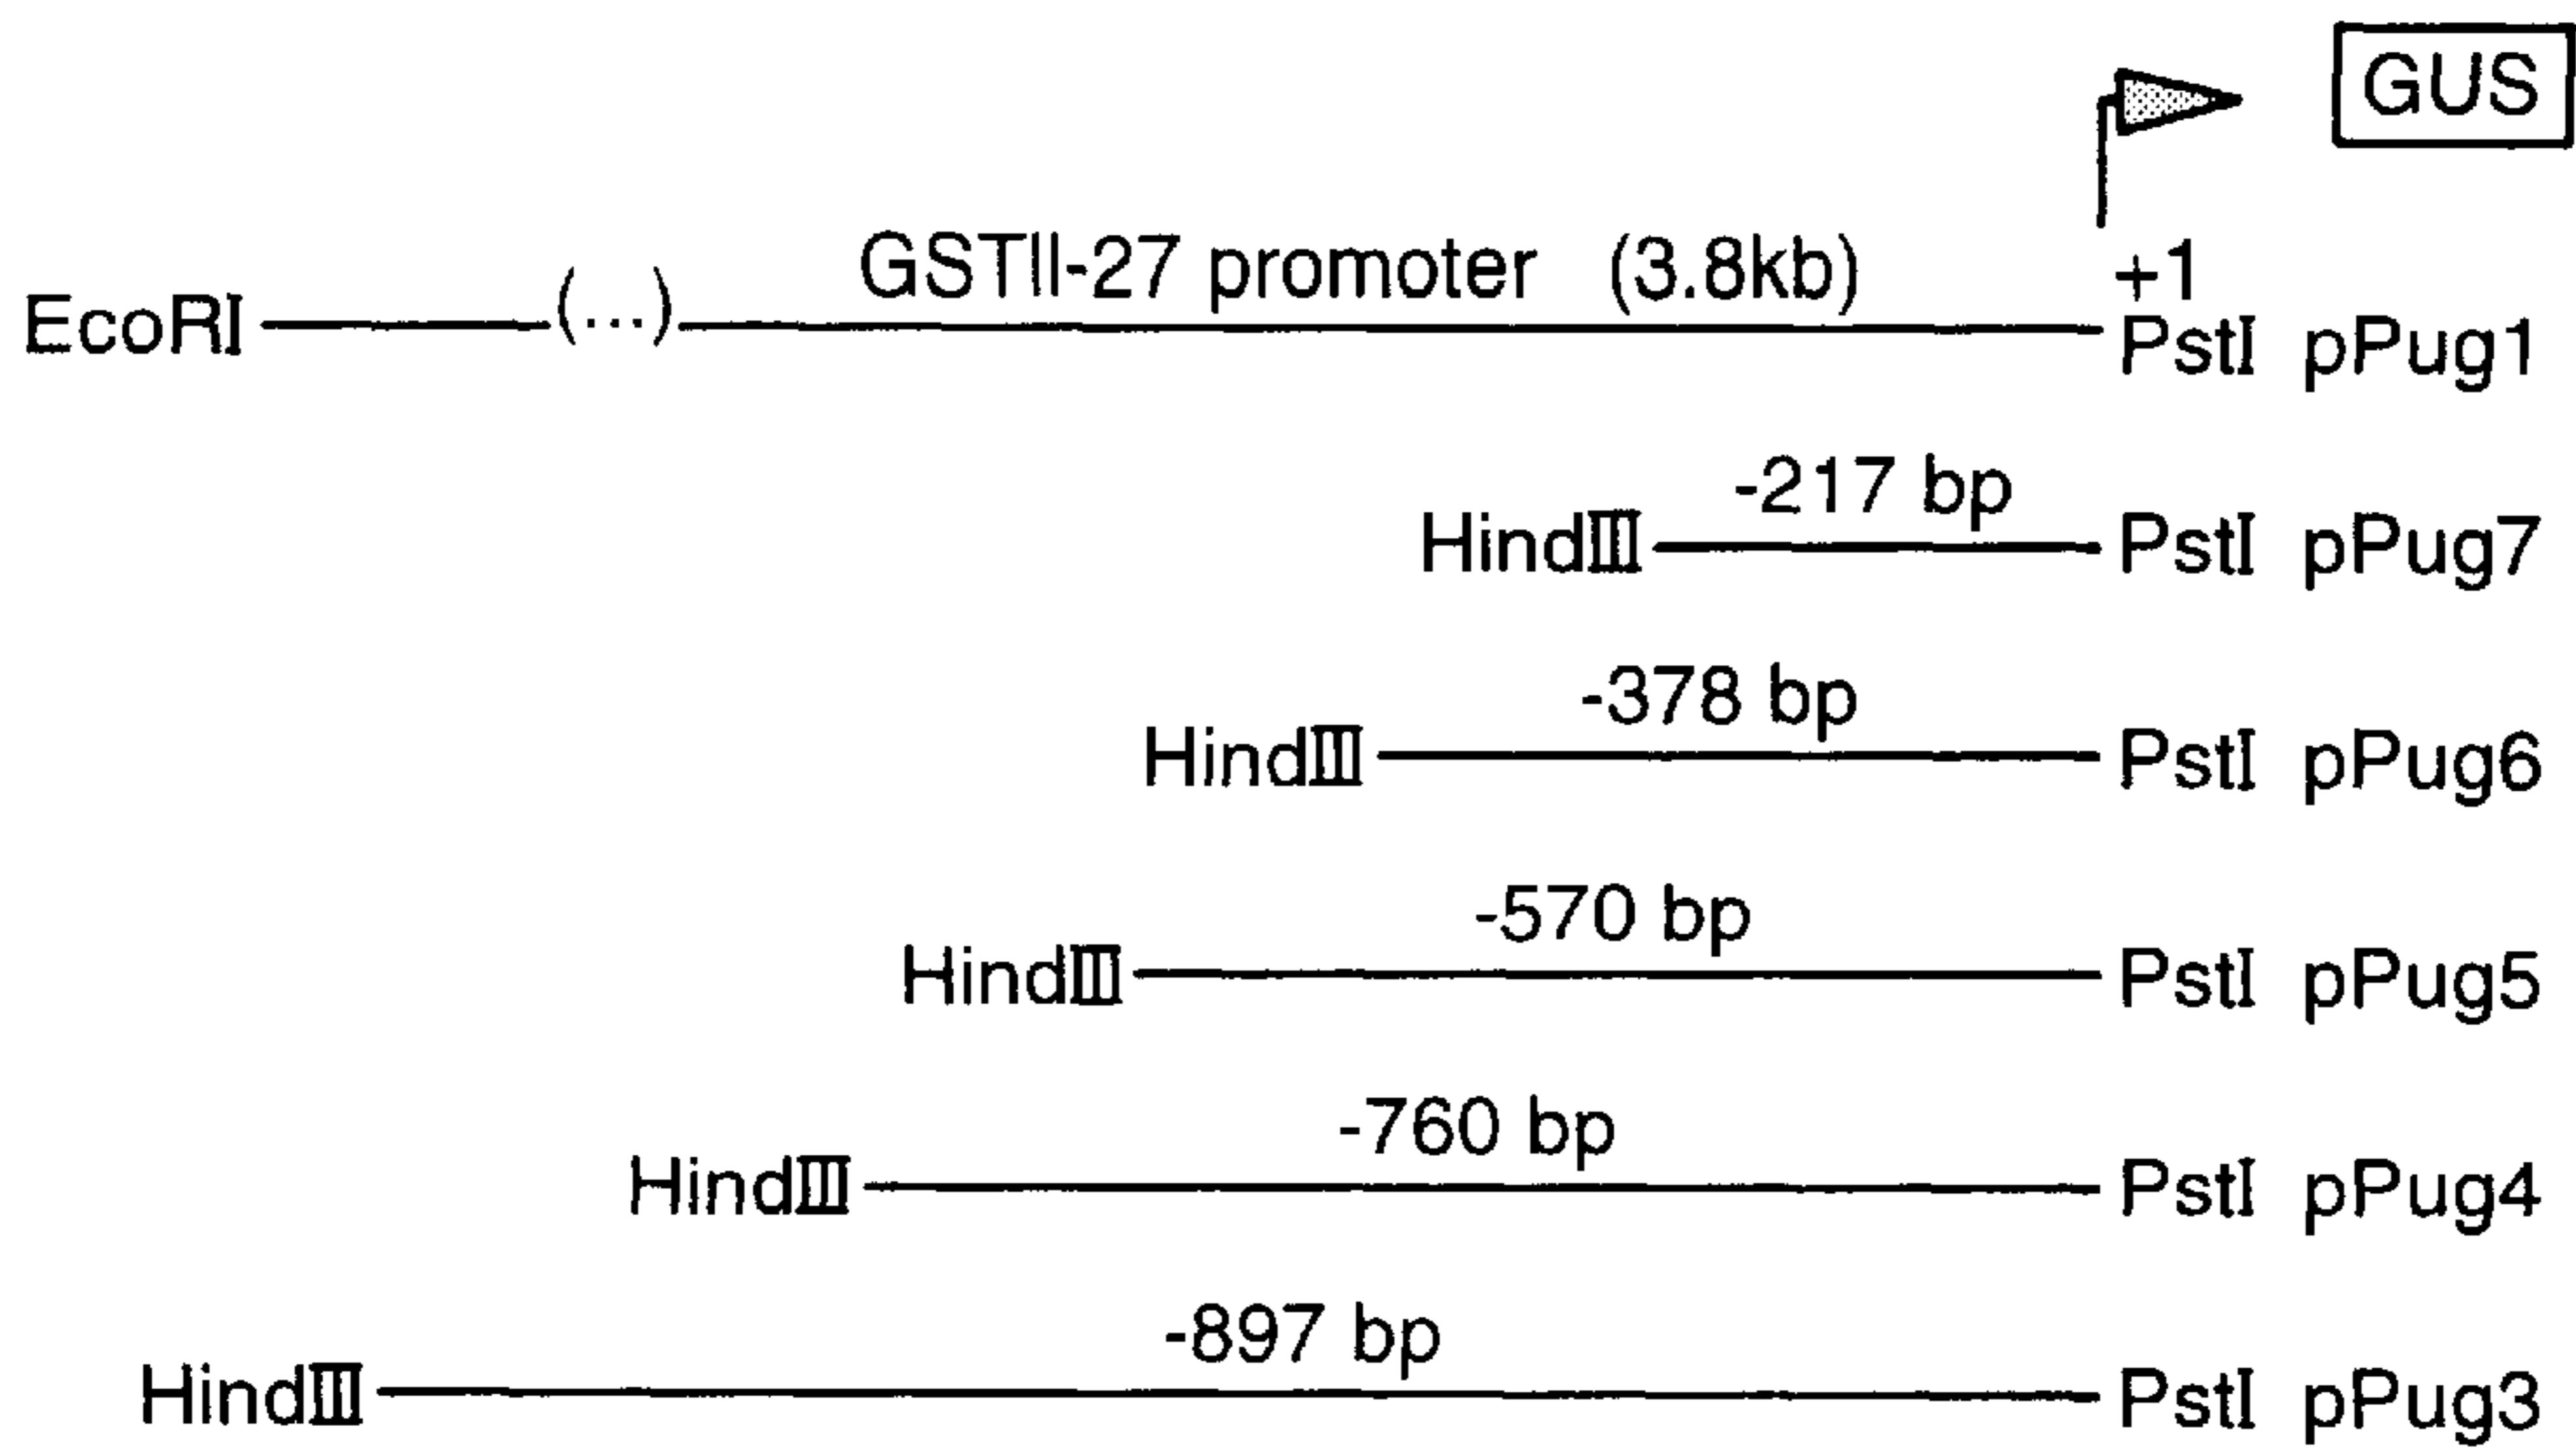 GUS
GSTII-27 promoter (3.8kb) +1
EcoRI (...) PstI pPug1
-217 bp
HindIII PstI pPug7
-378 bp
HindIII PstI pPug6
-570 bp
HindIII PstI pPug5
-760 bp
HindIII PstI pPug4
-897 bp
HindIII PstI pPug3